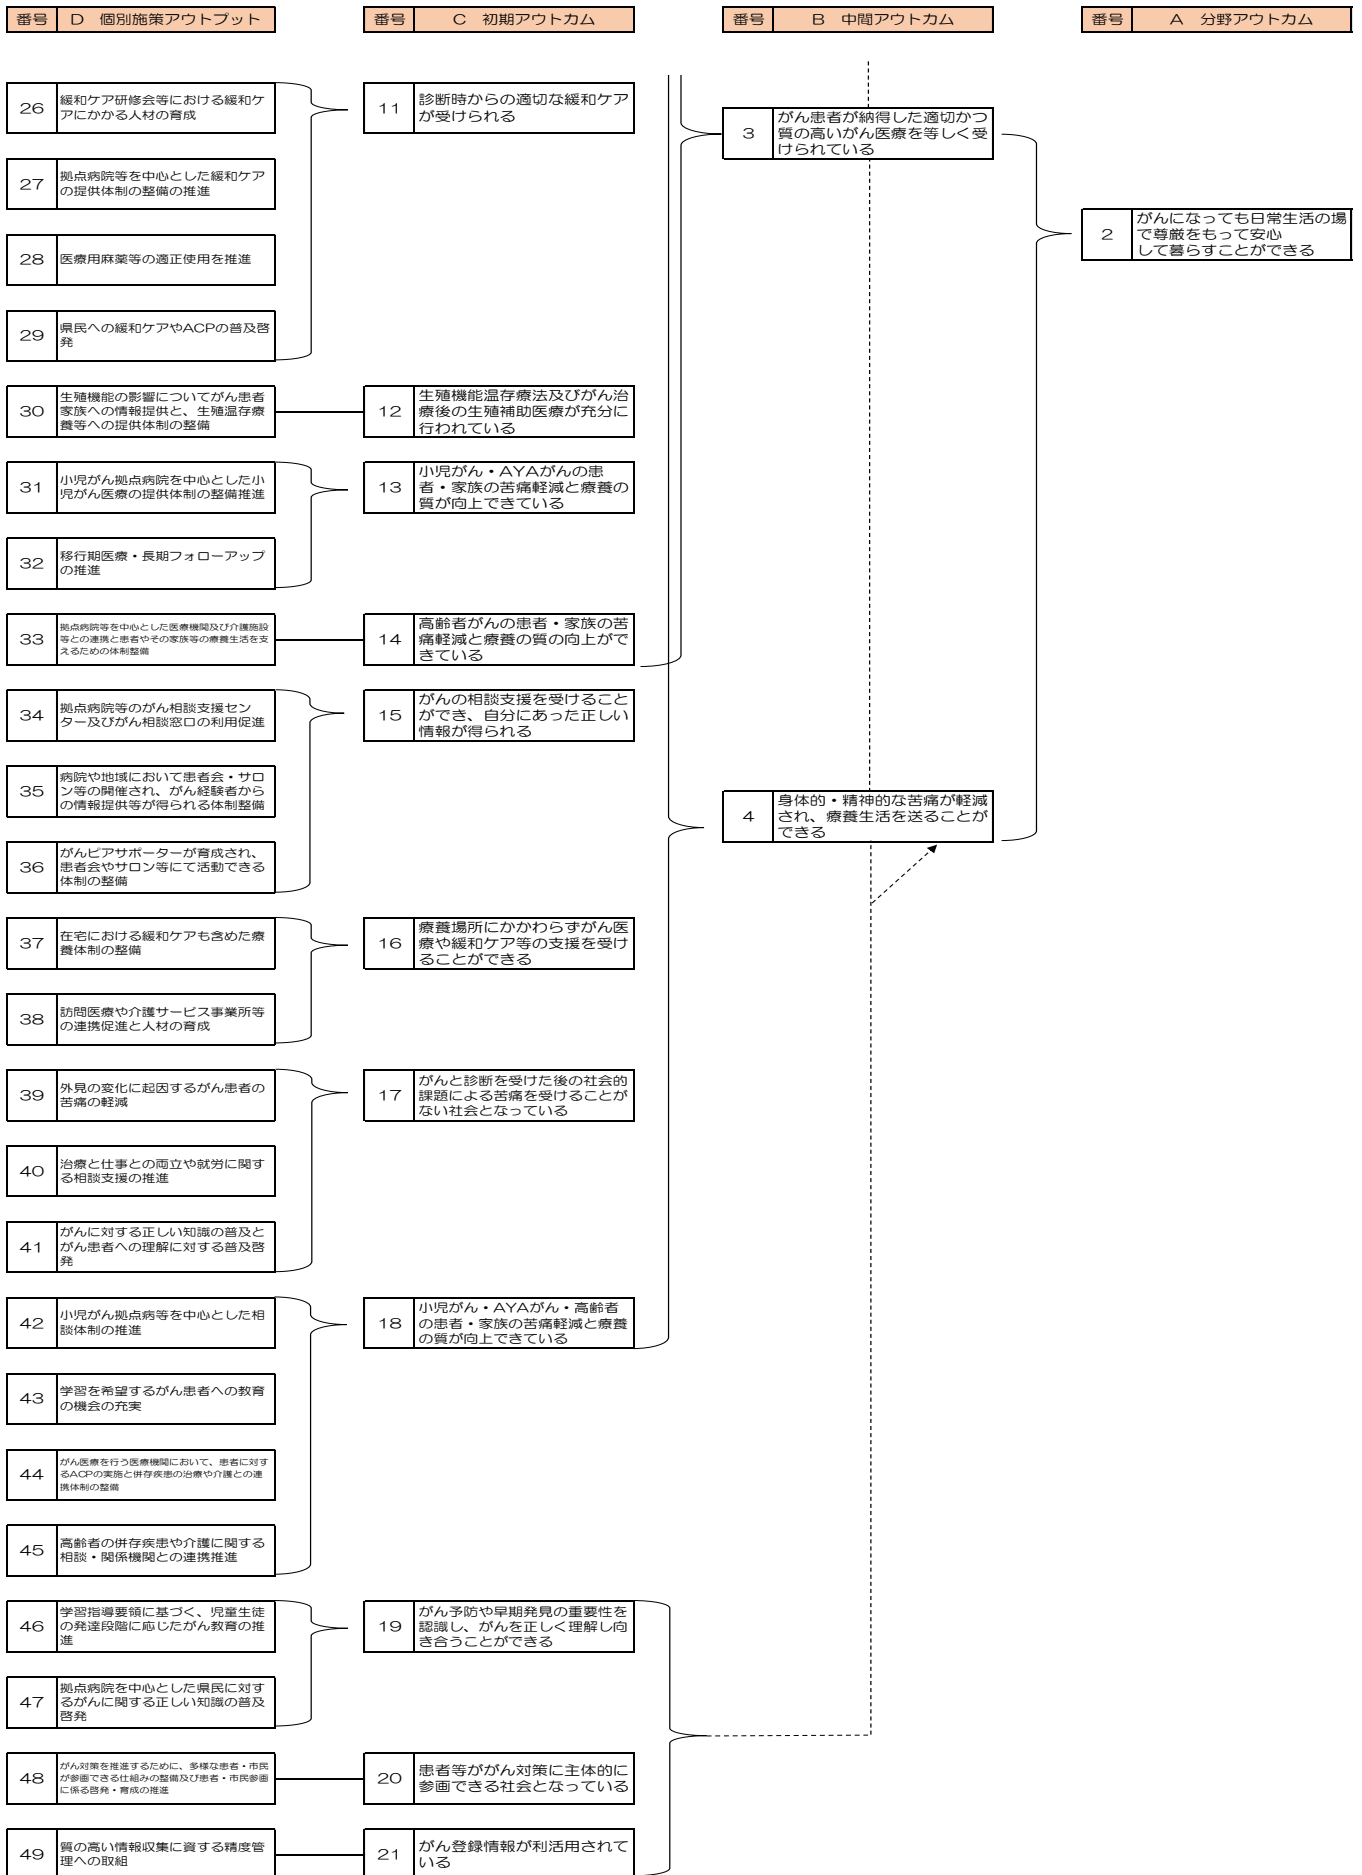 番号 D 個別施策アウトプット
番号 C 初期アウトカム
番号 B 中間アウトカム
番号 A 分野アウトカム
26
緩和ケア研修会等における緩和ケ
アにかかる人材の育成
11
診断時からの適切な緩和ケア
が受けられる
3
がん患者が納得した適切かつ
質の高いがん医療を等しく受
けられている
27
拠点病院等を中心とした緩和ケア
の提供体制の整備の推進
2
がんになっても日常生活の場
で尊厳をもって安心
して暮らすことができる
28
医療用麻薬等の適正使用を推進
29
県民への緩和ケアやACPの普及啓
発
30
生殖機能の影響についてがん患者
家族への情報提供と、生殖温存療
養等への提供体制の整備
12
生殖機能温存療法及びがん治
療後の生殖補助医療が充分に
行われている
31
小児がん拠点病院を中心とした小
児がん医療の提供体制の整備推進
13
小児がん・AYAがんの患
者・家族の苦痛軽減と療養の
質が向上できている
32
移行期医療・長期フォローアップ
の推進
33
拠点病院等を中心とした医療機関及び介護施設
等との連携と患者やその家族等の療養生活を支
えるための体制整備
14
高齢者がんの患者・家族の苦
痛軽減と療養の質の向上がで
きている
34
拠点病院等のがん相談支援セン
ター及びがん相談窓口の利用促進
15
がんの相談支援を受けること
ができ、自分にあった正しい
情報が得られる
35
病院や地域において患者会・サロ
ン等の開催され、がん経験者から
の情報提供等が得られる体制整備
4
身体的・精神的な苦痛が軽減
され、療養生活を送ることが
できる
36
がんピアサポーターが育成され、
患者会やサロン等にて活動できる
体制の整備
37
在宅における緩和ケアも含めた療
養体制の整備
16
療養場所にかかわらずがん医
療や緩和ケア等の支援を受け
ることができる
38
訪問医療や介護サービス事業所等
の連携促進と人材の育成
39
外見の変化に起因するがん患者の
苦痛の軽減
17
がんと診断を受けた後の社会的
課題による苦痛を受けることが
ない社会となっている
40
治療と仕事との両立や就労に関す
る相談支援の推進
41
がんに対する正しい知識の普及と
がん患者への理解に対する普及啓
発
42
小児がん拠点病等を中心とした相
談体制の推進
18
小児がん・AYAがん・高齢者
の患者・家族の苦痛軽減と療養
の質が向上できている
43
学習を希望するがん患者への教育
の機会の充実
44
がん医療を行う医療機関において、患者に対す
るACPの実施と併存疾患の治療や介護との連
携体制の整備
45
高齢者の併存疾患や介護に関する
相談・関係機関との連携推進
46
学習指導要領に基づく、児童生徒
の発達段階に応じたがん教育の推
進
19
がん予防や早期発見の重要性を
認識し、がんを正しく理解し向
き合うことができる
47
拠点病院を中心とした県民に対す
るがんに関する正しい知識の普及
啓発
48
がん対策を推進するために、多様な患者・市民
が参画できる仕組みの整備及び患者・市民参画
に係る啓発・育成の推進
20
患者等ががん対策に主体的に
参画できる社会となっている
49
質の高い情報収集に資する精度管
理への取組
21
がん登録情報が利活用されて
いる